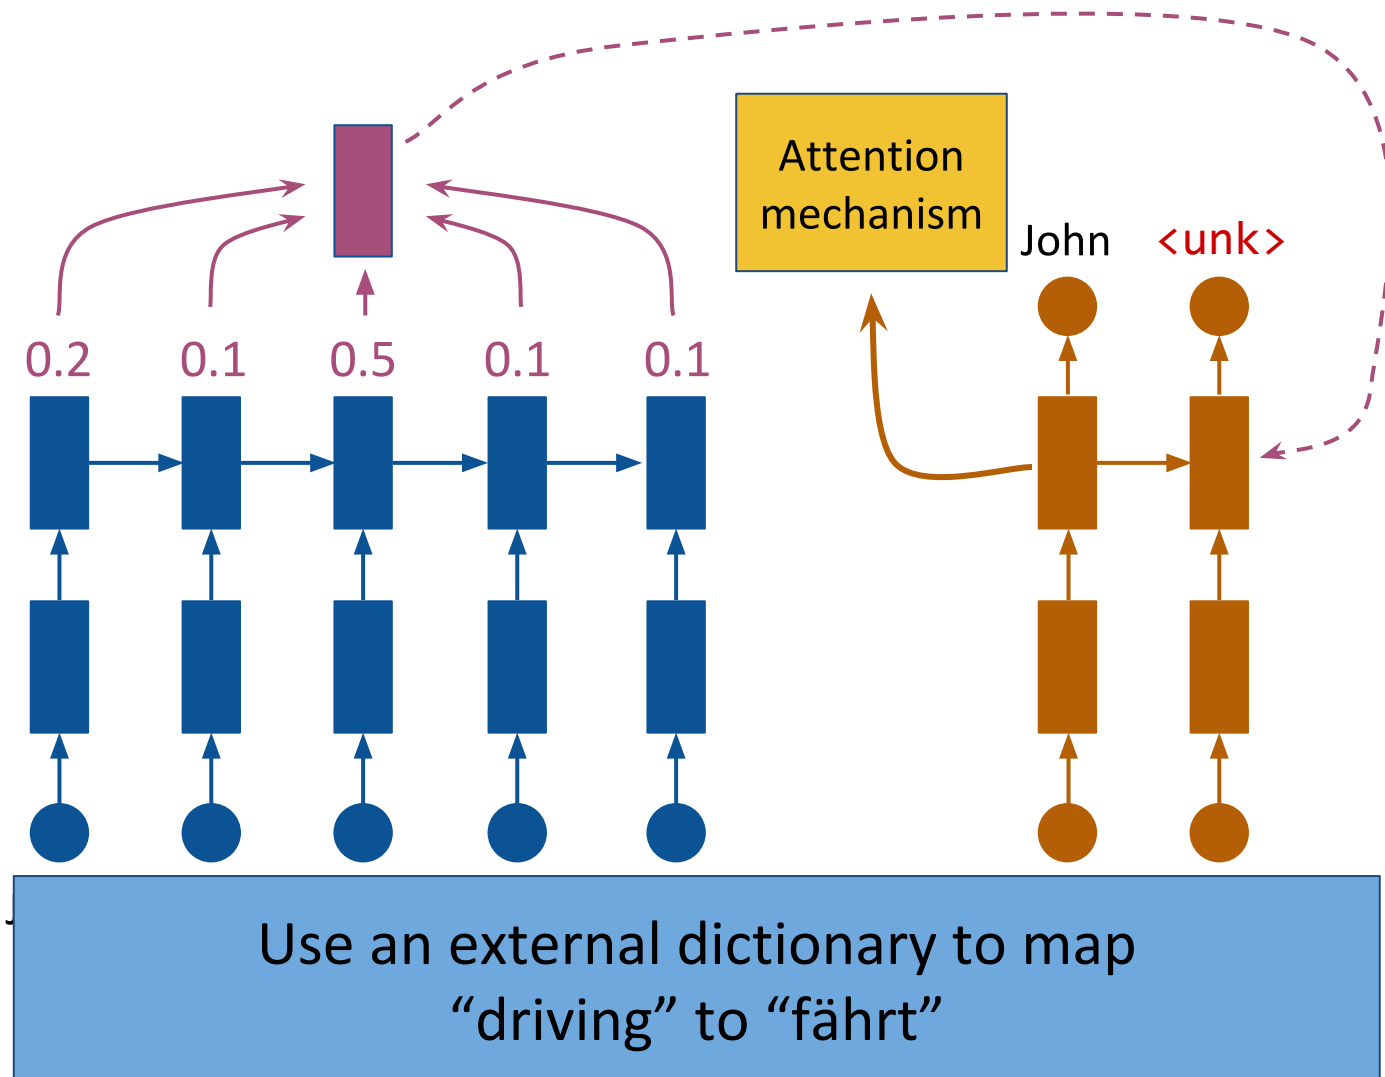 Attention
mechanism
John <unk>
0.2 0.1 0.5 0.1 0.1
Use an external dictionary to map
“driving” to “fährt”